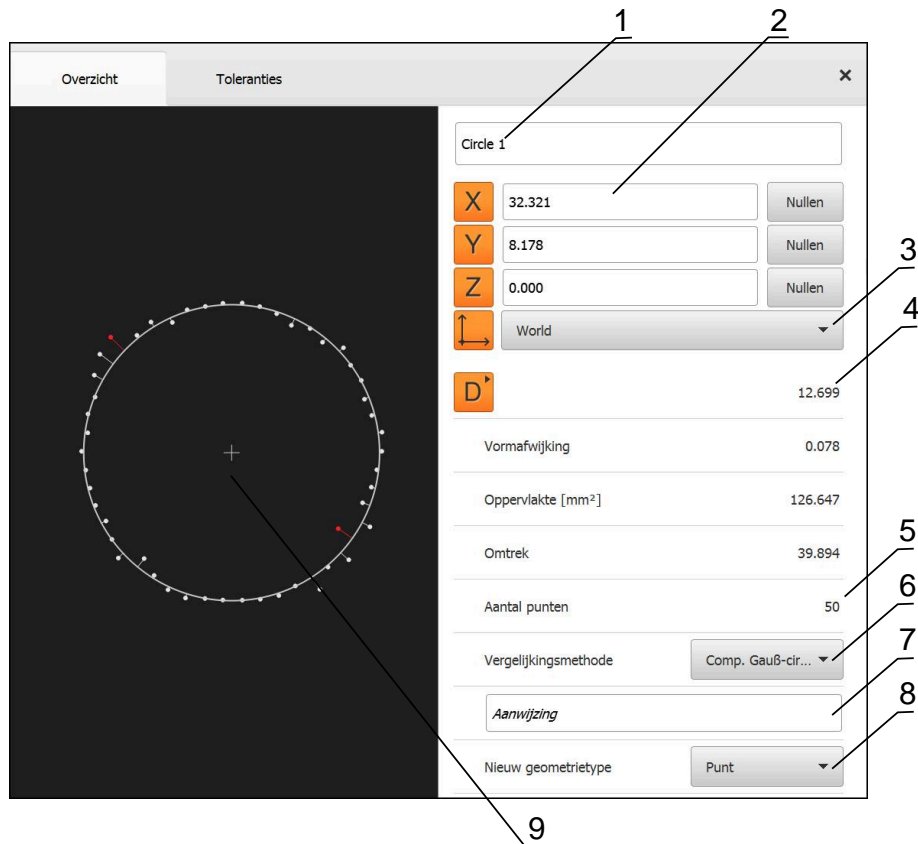 1
2
Overzicht
Toleranties
×
Circle 1
X
32.321
Nullen
Y
8.178
Nullen
3
Z
0.000
Nullen
4
World
D
12.699
Vormafwijking
0.078
Oppervlakte [mm²]
126.647
5
Omtrek
39.894
6
Aantal punten
50
7
Vergelijkingsmethode
Comp. Gauß-cir...
8
Aanwijzing
Nieuw geometrietype
Punt
9